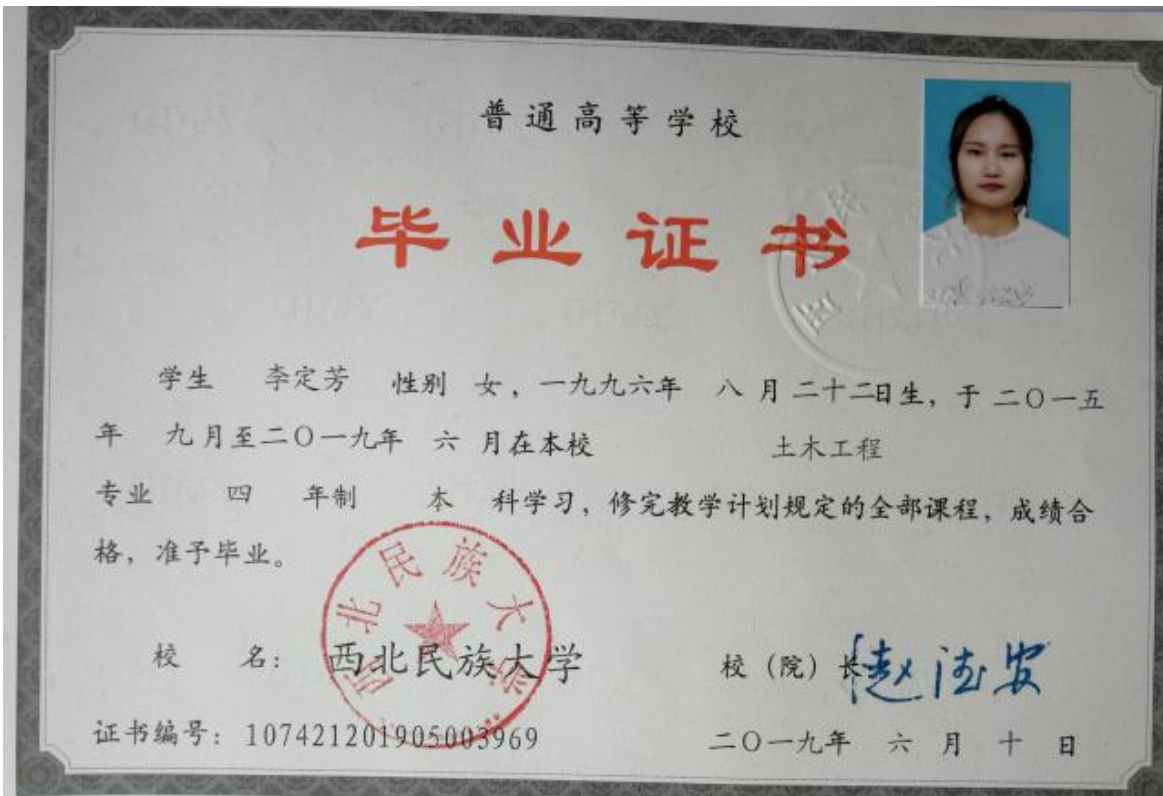 普通高等学校
毕业证书
学生 李定芳 性别 女，一九九六年 八 月 二十二日生，于 二〇一五
年 九月至二〇一九年 六 月在本校 土木工程
专业 四 年制 本 科学习，修完教学计划规定的全部课程，成绩合
格，准予毕业。
西北民族大学
校 名： 西北民族大学 校（院）长 赵德安
证书编号：107421201905003969 二〇一九年 六 月 十 日